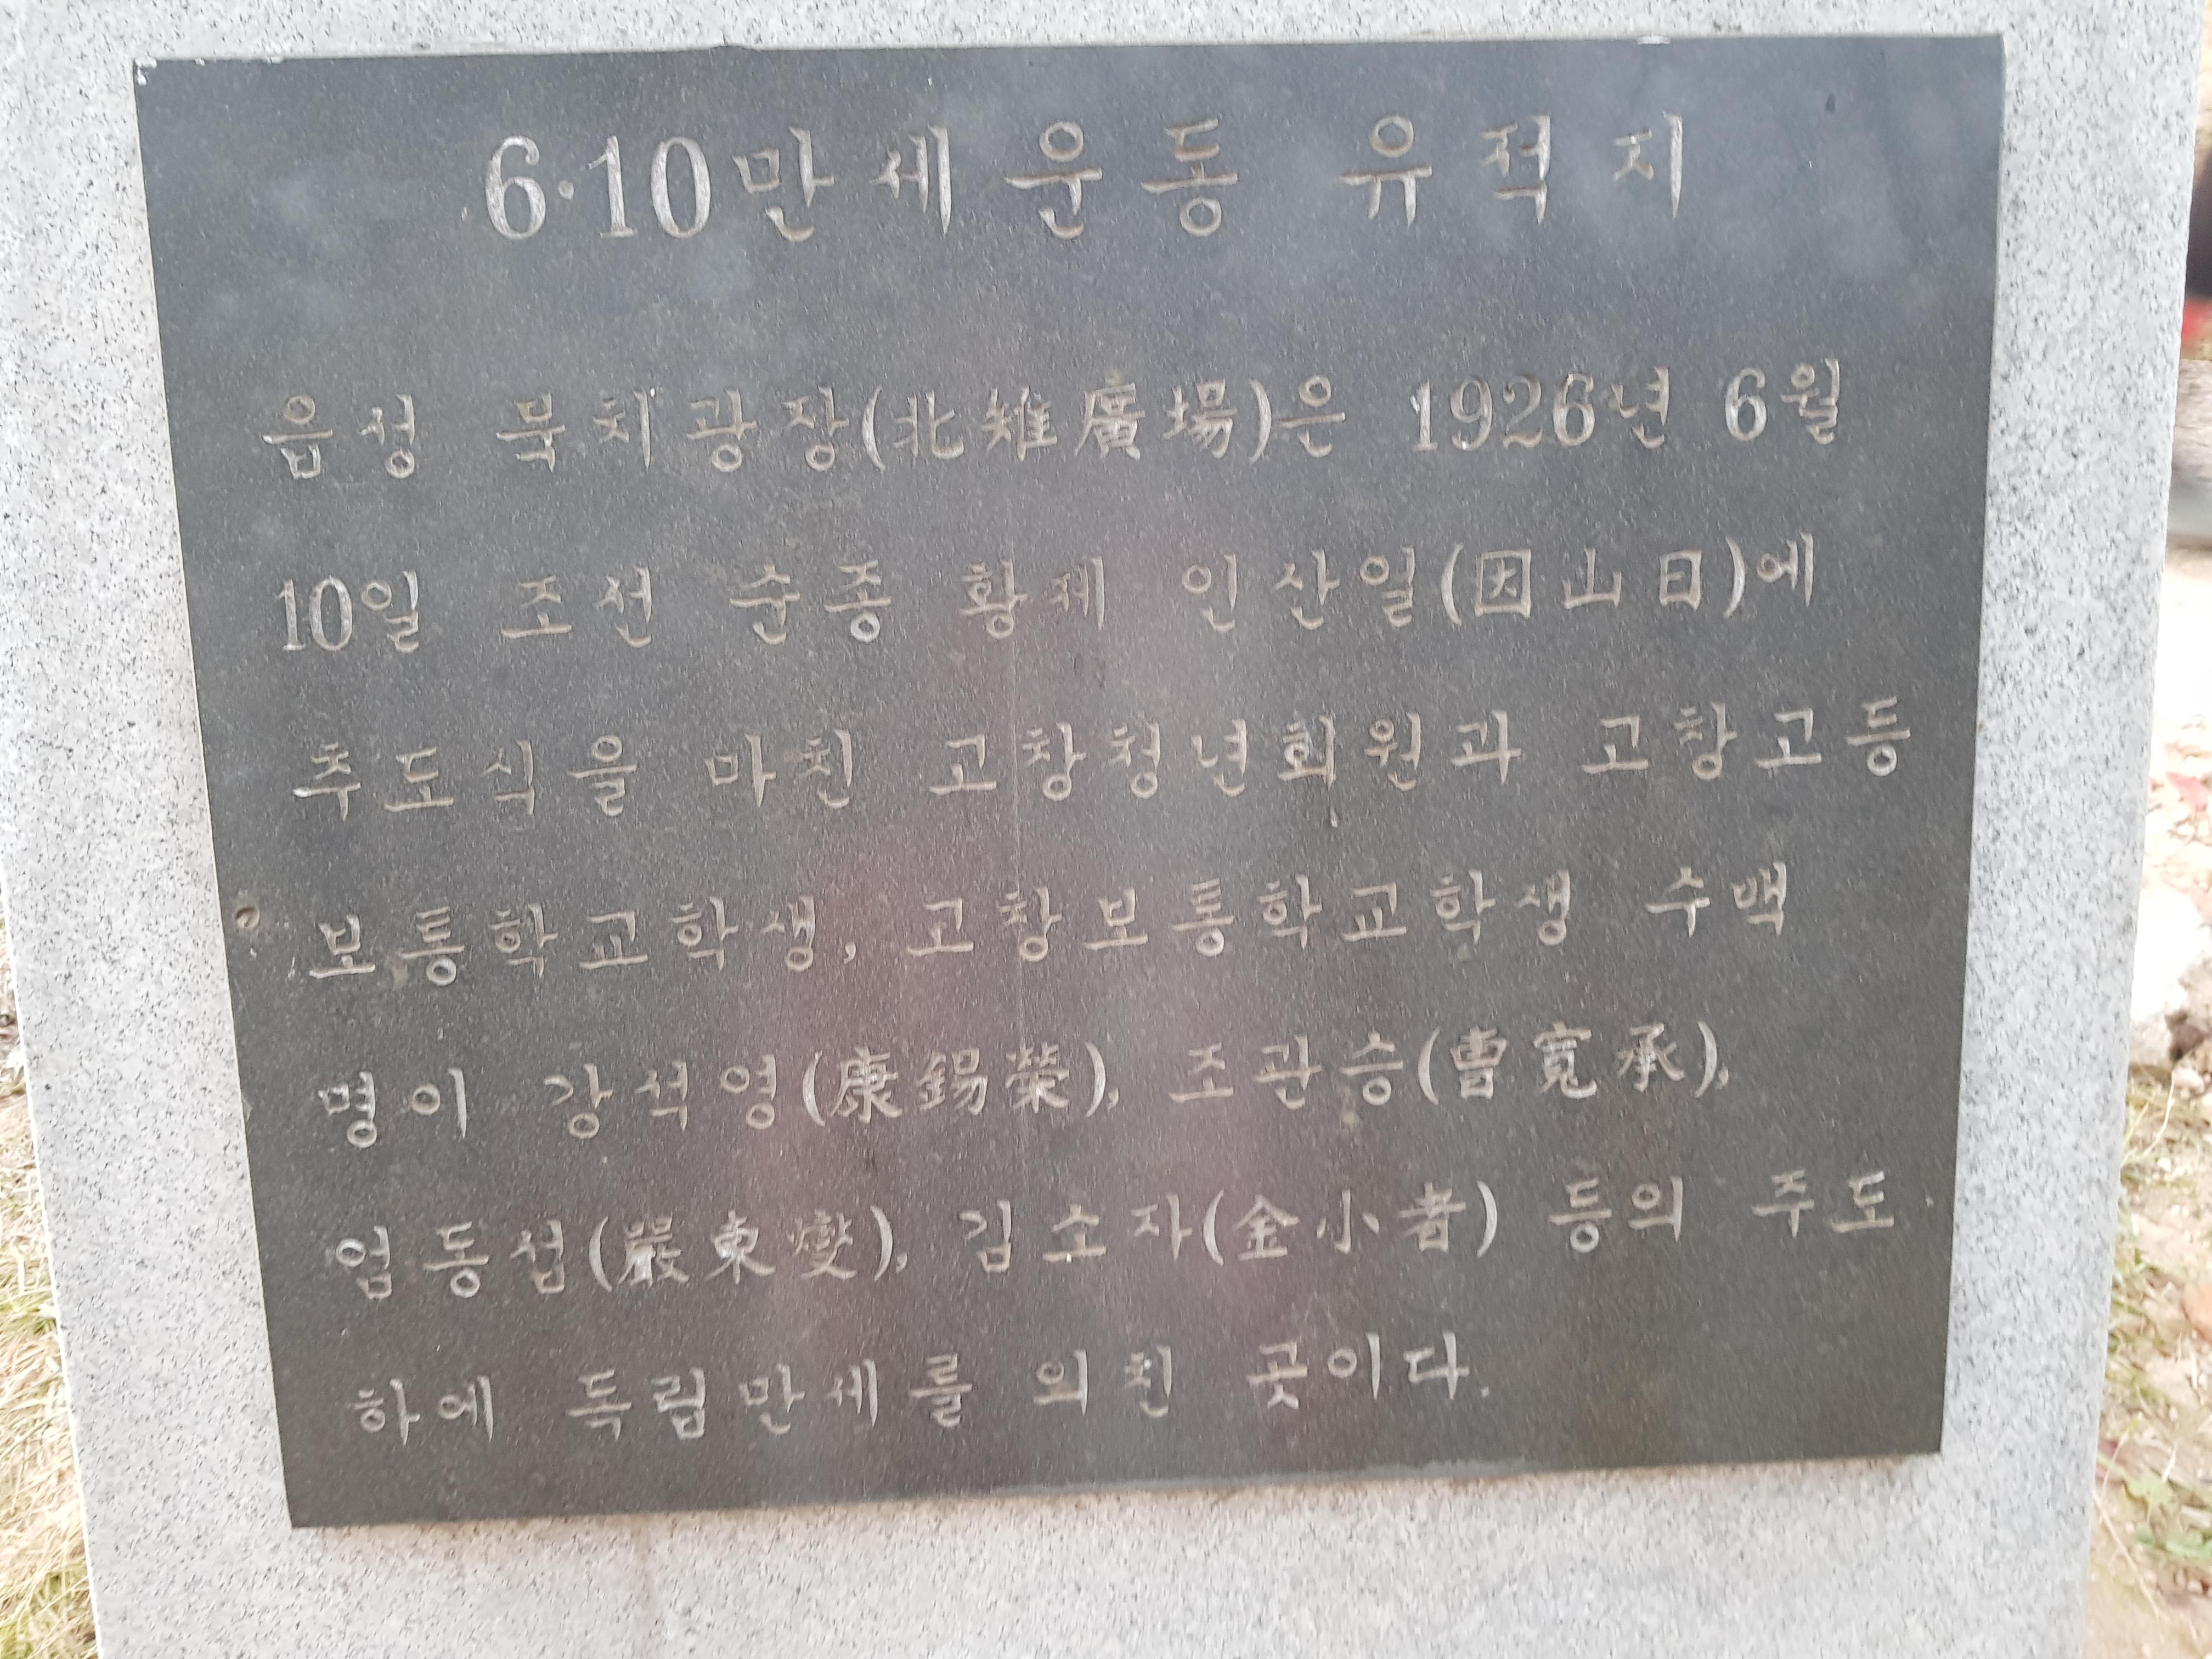 6·10만세운동 유적지
읍성 북치광장(北雉廣場)은 1926년 6월
10일 조선 순종 황제 인산일(因山日)에
추도식을 마친 고창청년회원과 고창고등
보통학교학생, 고창보통학교학생 수백
명이 강석영(康錫榮), 조관승(曺寬承),
엄동섭(嚴東燮), 김소자(金小者) 등의 주도
하에 독립만세를 외친 곳이다.